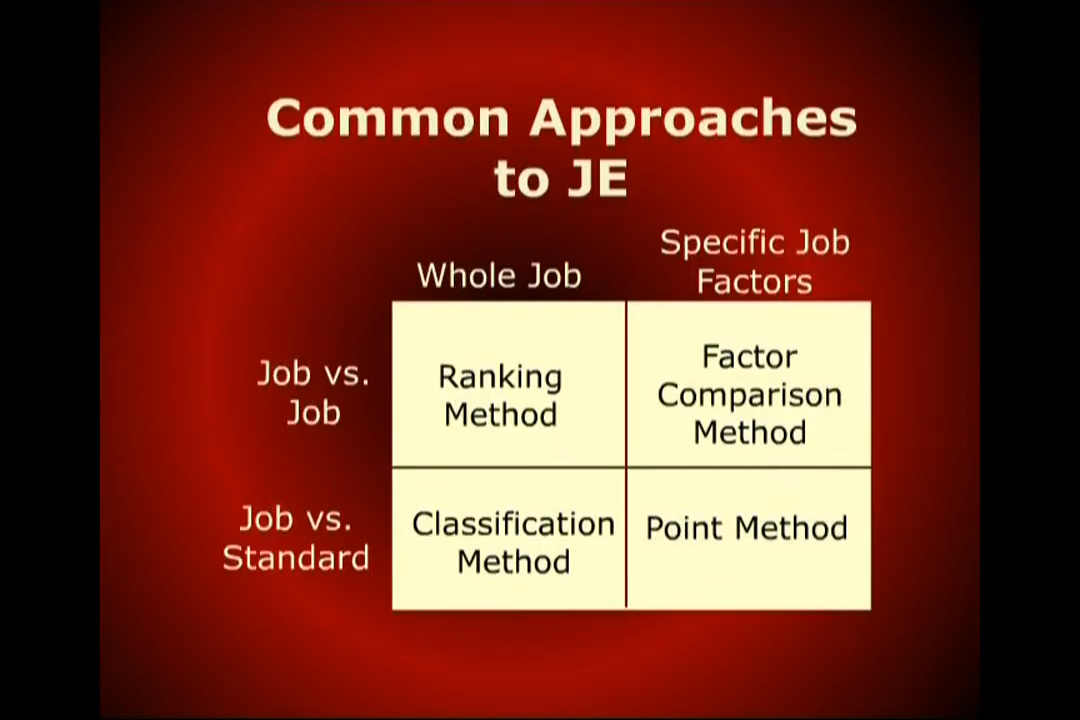 Common Approaches
to JE
Whole Job
Specific Job
Factors
Job vs.
Job
Ranking
Method
Factor
Comparison
Method
Job vs.
Standard
Classification
Method
Point Method